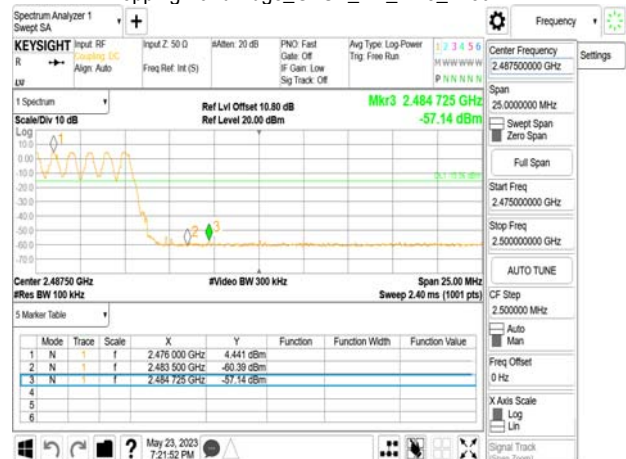 Spectrum Analyzer 1
Swept SA
Frequency
Settings
KEYSIGHT
Input: RF
Coupling: DC
Align: Auto
Input Z: 50 Ω
Freq Ref: Int (S)
#Atten: 20 dB
PNO: Fast
Gate: Off
IF Gain: Low
Sig Track: Off
Avg Type: Log-Power
Trig: Free Run
1 2 3 4 5 6
M W W W W W
P N N N N N
R
1 Spectrum
Scale/Div 10 dB
Ref Lvl Offset 10.80 dB
Ref Level 20.00 dBm
Mkr3 2.484 725 GHz
-57.14 dBm
Log
10.0
0.00
-10.0
-20.0
-30.0
-40.0
-50.0
-60.0
-70.0
1
2
3
Center 2.48750 GHz
#Res BW 100 kHz
#Video BW 300 kHz
Span 25.00 MHz
Sweep 2.40 ms (1001 pts)
5 Marker Table
Mode Trace Scale X Y Function Function Width Function Value
1 N 1 f 2.476 000 GHz 4.441 dBm
2 N 1 f 2.483 500 GHz -60.39 dBm
3 N 1 f 2.484 725 GHz -57.14 dBm
4
5
6
May 23, 2023
7:21:52 PM
Center Frequency
2.487500000 GHz
Span
25.0000000 MHz
Swept Span
Zero Span
Full Span
Start Freq
2.475000000 GHz
Stop Freq
2.500000000 GHz
AUTO TUNE
CF Step
2.500000 MHz
Auto
Man
Freq Offset
0 Hz
X Axis Scale
Log
Lin
Signal Track